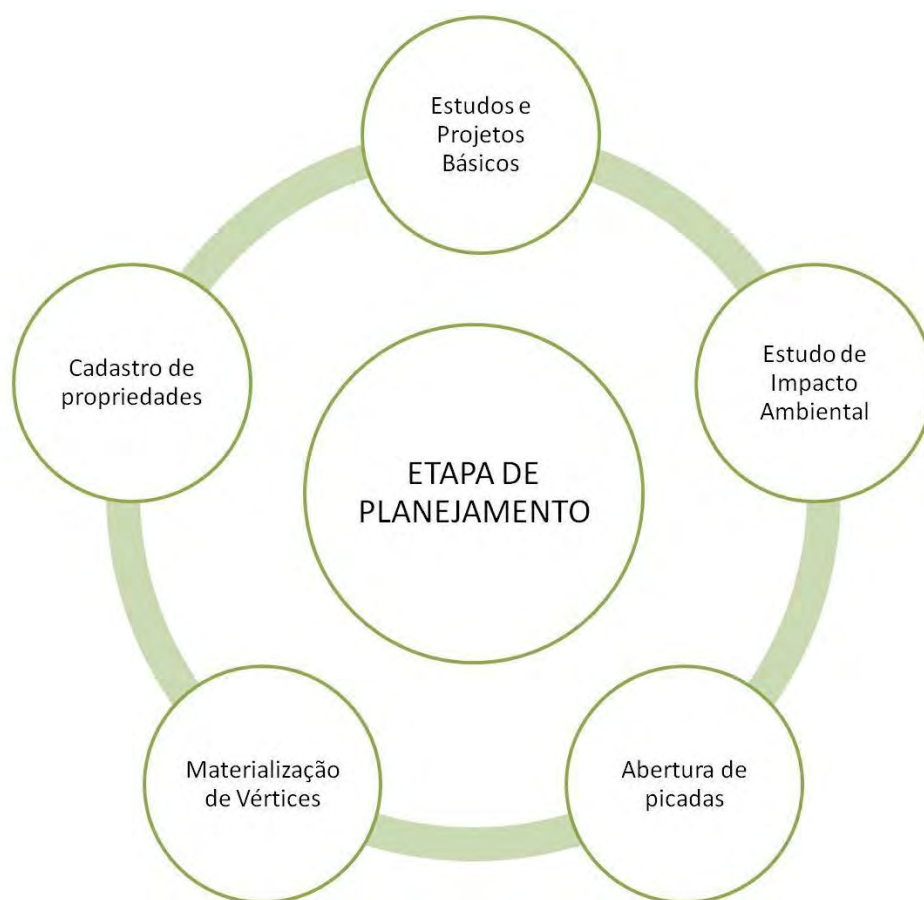 Estudos e
Projetos
Básicos
Cadastro de
propriedades
Estudo de
Impacto
Ambiental
ETAPA DE
PLANEJAMENTO
Materialização
de Vértices
Abertura de
picadas